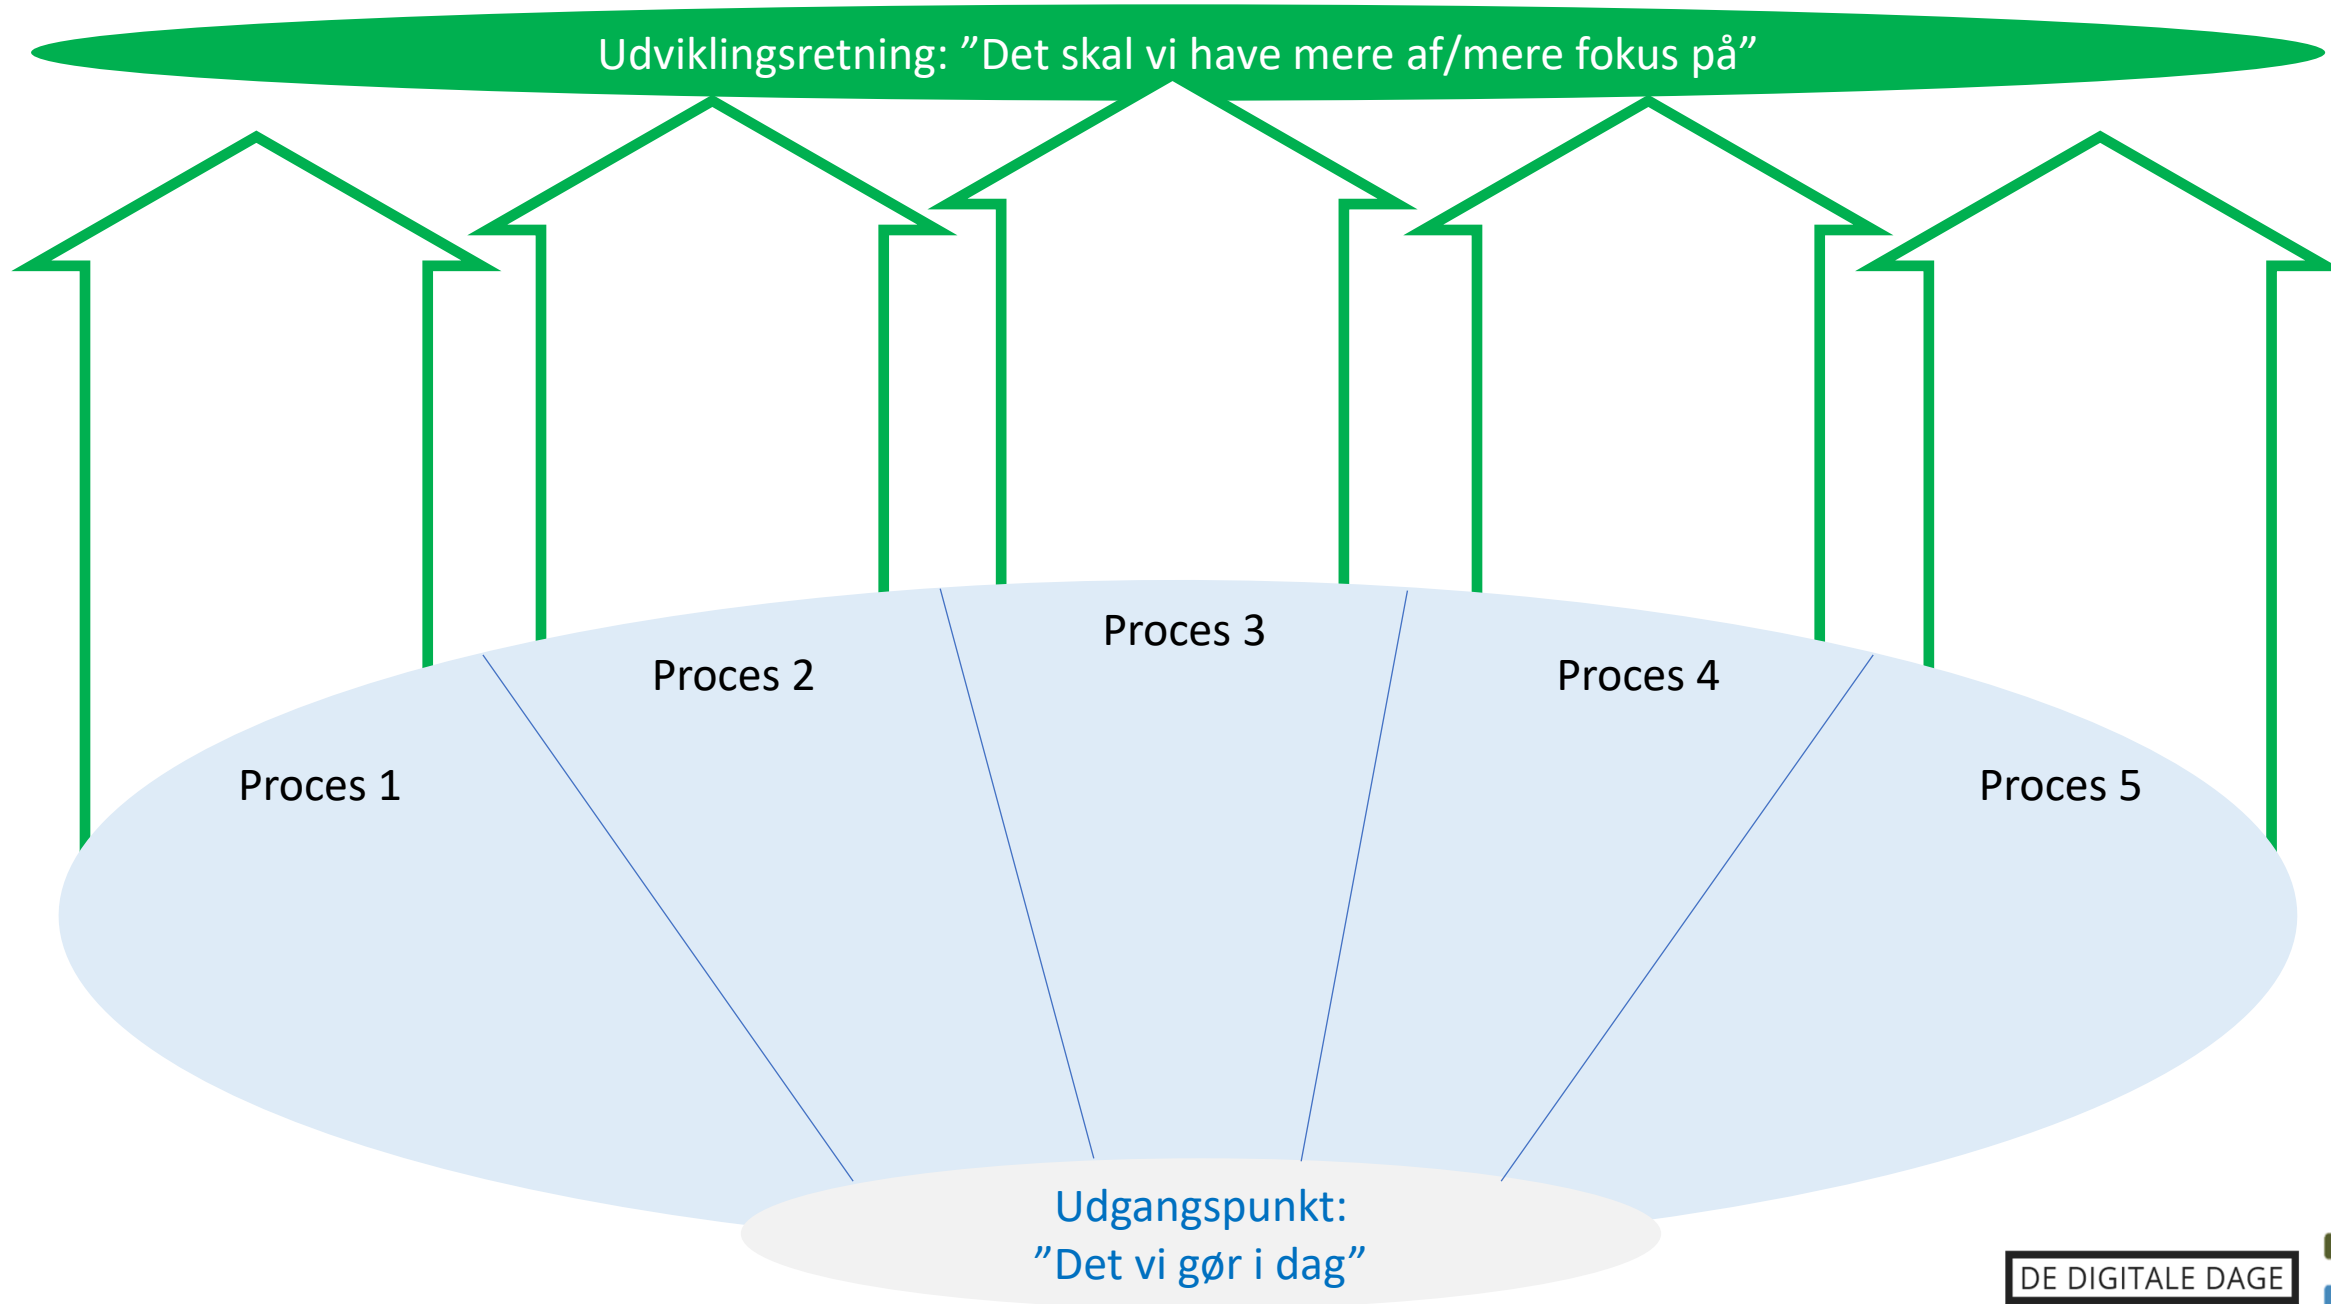 Udviklingsretning: ”Det skal vi have mere af/mere fokus på”
Proces 1
Proces 2
Proces 3
Proces 4
Proces 5
Udgangspunkt:
”Det vi gør i dag”
DE DIGITALE DAGE